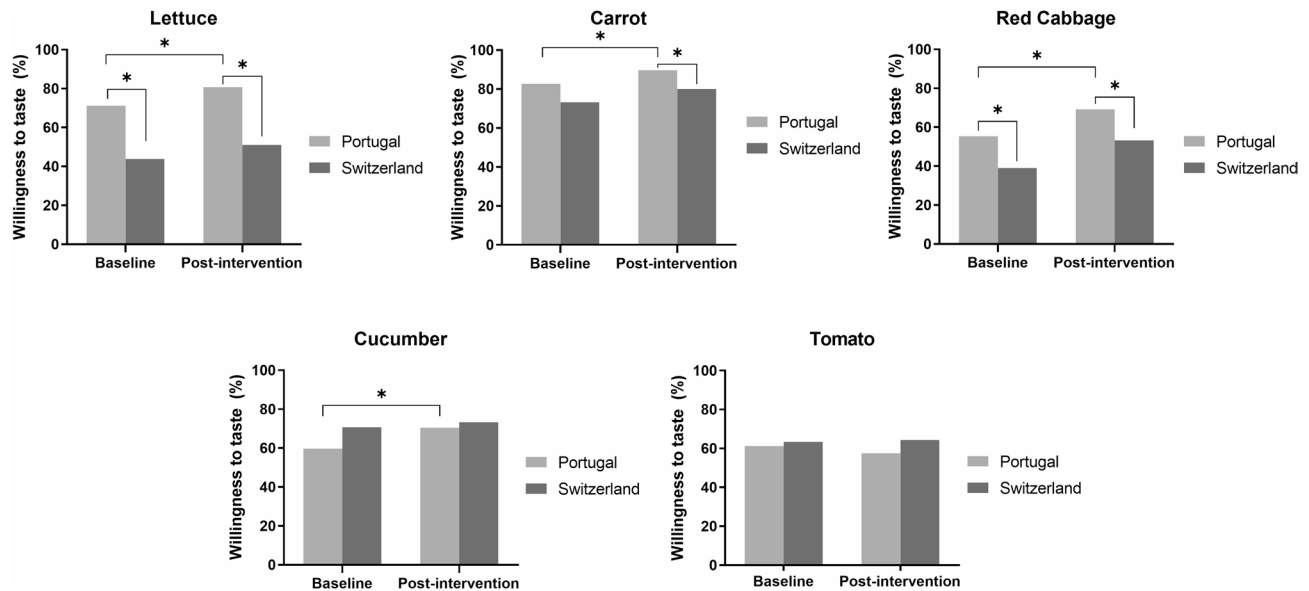 Lettuce
Willingness to taste (%)
100
80
60
40
20
0
*
*
*
Baseline
Post-intervention
Portugal
Switzerland
Carrot
Willingness to taste (%)
100
80
60
40
20
0
*
*
Baseline
Post-intervention
Portugal
Switzerland
Red Cabbage
Willingness to taste (%)
100
80
60
40
20
0
*
*
*
Baseline
Post-intervention
Portugal
Switzerland
Cucumber
Willingness to taste (%)
100
80
60
40
20
0
*
Baseline
Post-intervention
Portugal
Switzerland
Tomato
Willingness to taste (%)
100
80
60
40
20
0
Baseline
Post-intervention
Portugal
Switzerland